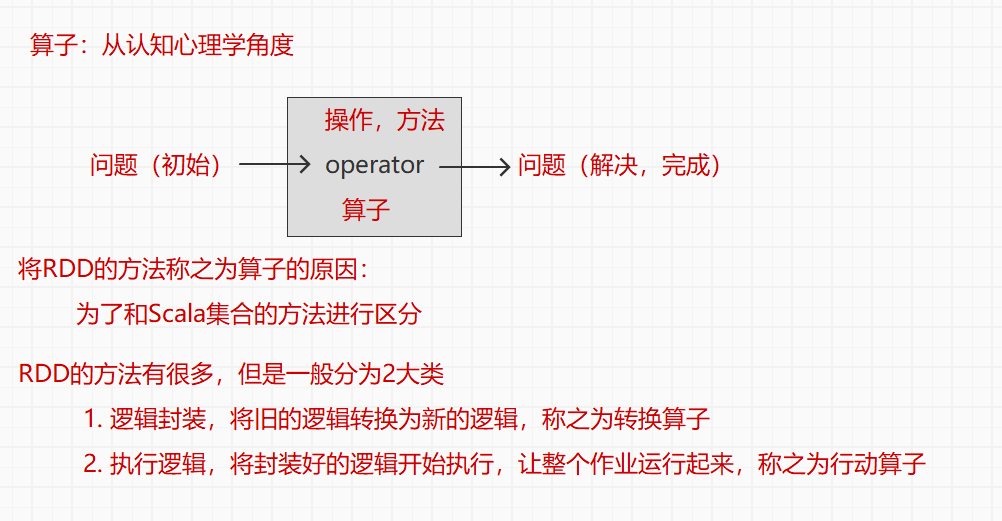 算子：从认知心理学角度
操作，方法
问题（初始）
operator
问题（解决，完成）
算子
将RDD的方法称之为算子的原因：
为了和Scala集合的方法进行区分
RDD的方法有很多，但是一般分为2大类
1. 逻辑封装，将旧的逻辑转换为新的逻辑，称之为转换算子
2. 执行逻辑，将封装好的逻辑开始执行，让整个作业运行起来，称之为行动算子